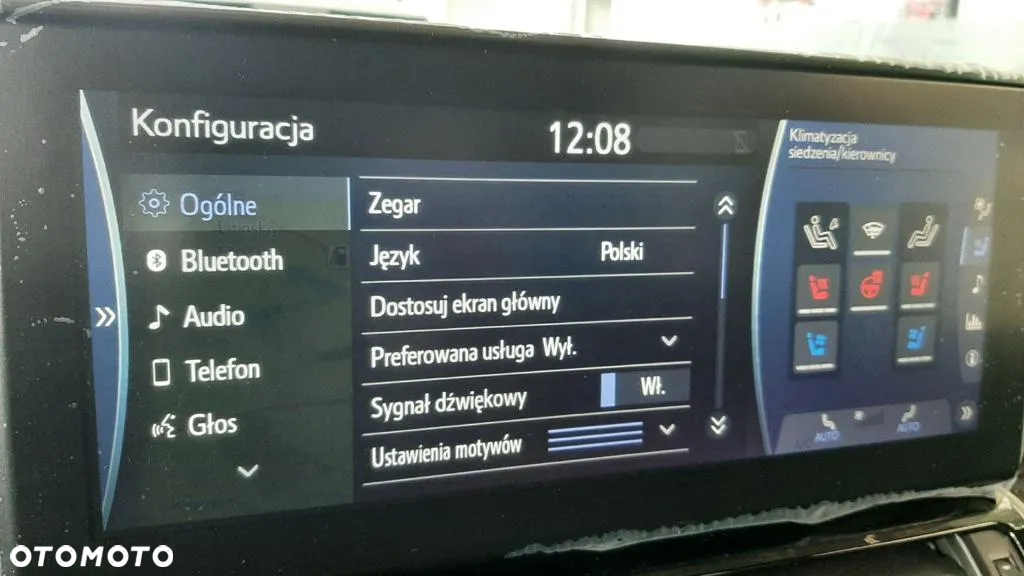 Konfiguracja
12:08
Klimatyzacja
siedzenia/kierownicy
Ogólne
Bluetooth
Audio
Telefon
Głos
Zegar
Język Polski
Dostosuj ekran główny
Preferowana usługa Wył.
Sygnał dźwiękowy Wł.
Ustawienia motywów
AUTO
AUTO
OTOMOTO